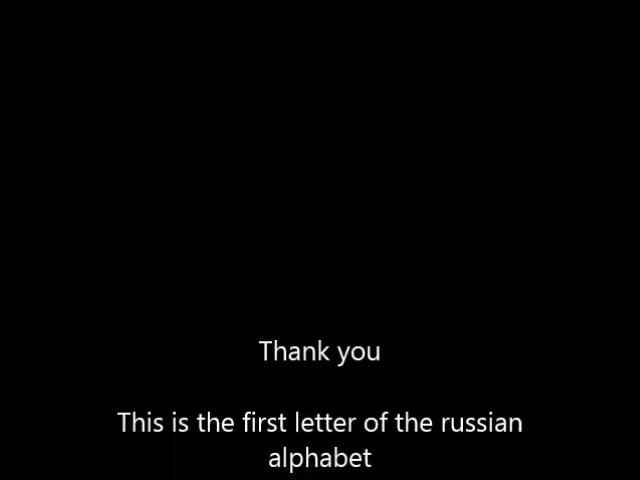 Thank you
This is the first letter of the russian
alphabet